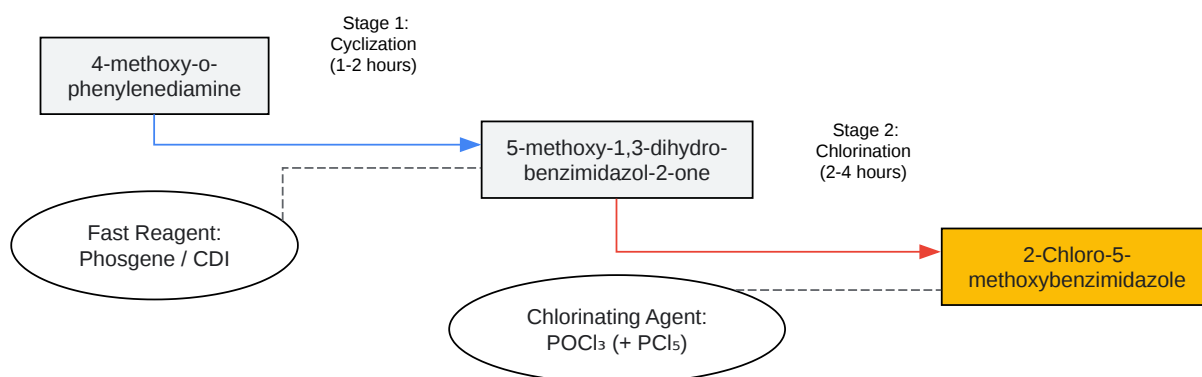 Stage 1:
Cyclization
(1-2 hours)
4-methoxy-o-
phenylenediamine
Stage 2:
Chlorination
(2-4 hours)
5-methoxy-1,3-dihydro-
benzimidazol-2-one
Fast Reagent:
Phosgene / CDI
2-Chloro-5-
methoxybenzimidazole
Chlorinating Agent:
POCl₃ (+ PCl₅)